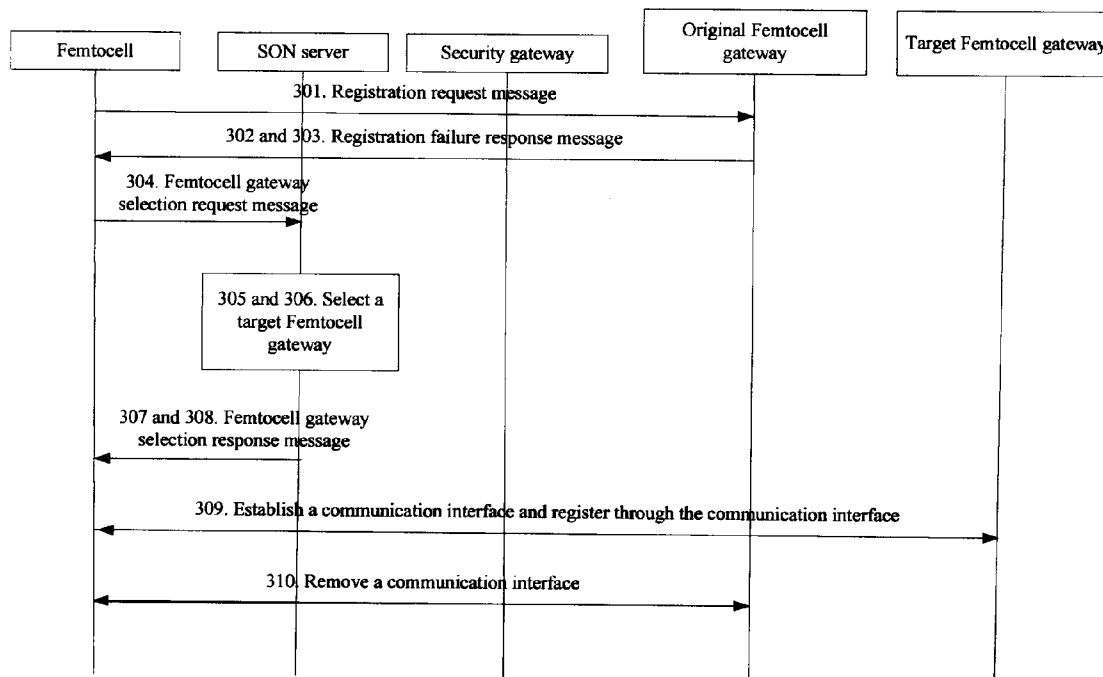 Femtocell
SON server
Security gateway
Original Femtocell
gateway
Target Femtocell gateway
301. Registration request message
302 and 303. Registration failure response message
304. Femtocell gateway
selection request message
305 and 306. Select a
target Femtocell
gateway
307 and 308. Femtocell gateway
selection response message
309. Establish a communication interface and register through the communication interface
310. Remove a communication interface